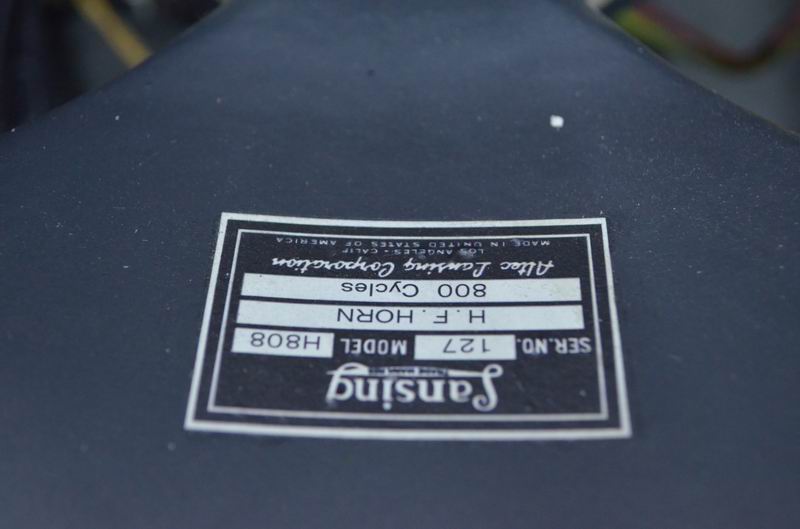 Lansing
SER.NO. 127 MODEL H808
H.F. HORN
800 Cycles
Altec Lansing Corporation
LOS ANGELES • CALIF
MADE IN UNITED STATES OF AMERICA